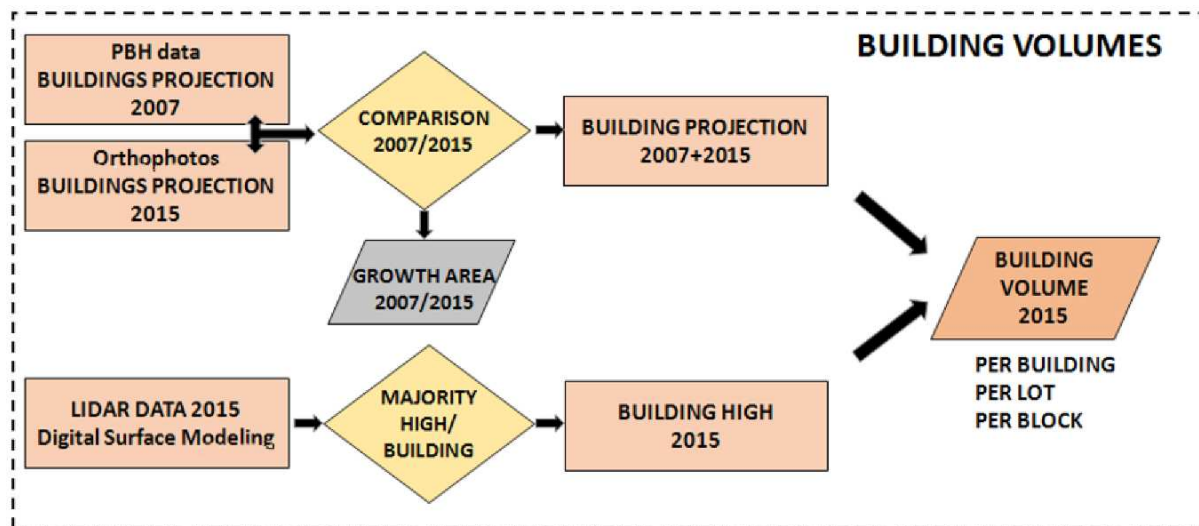 BUILDING VOLUMES
PBH data
BUILDINGS PROJECTION
2007
Orthophotos
BUILDINGS PROJECTION
2015
COMPARISON
2007/2015
BUILDING PROJECTION
2007+2015
GROWTH AREA
2007/2015
LIDAR DATA 2015
Digital Surface Modeling
MAJORITY
HIGH/
BUILDING
BUILDING HIGH
2015
BUILDING
VOLUME
2015
PER BUILDING
PER LOT
PER BLOCK